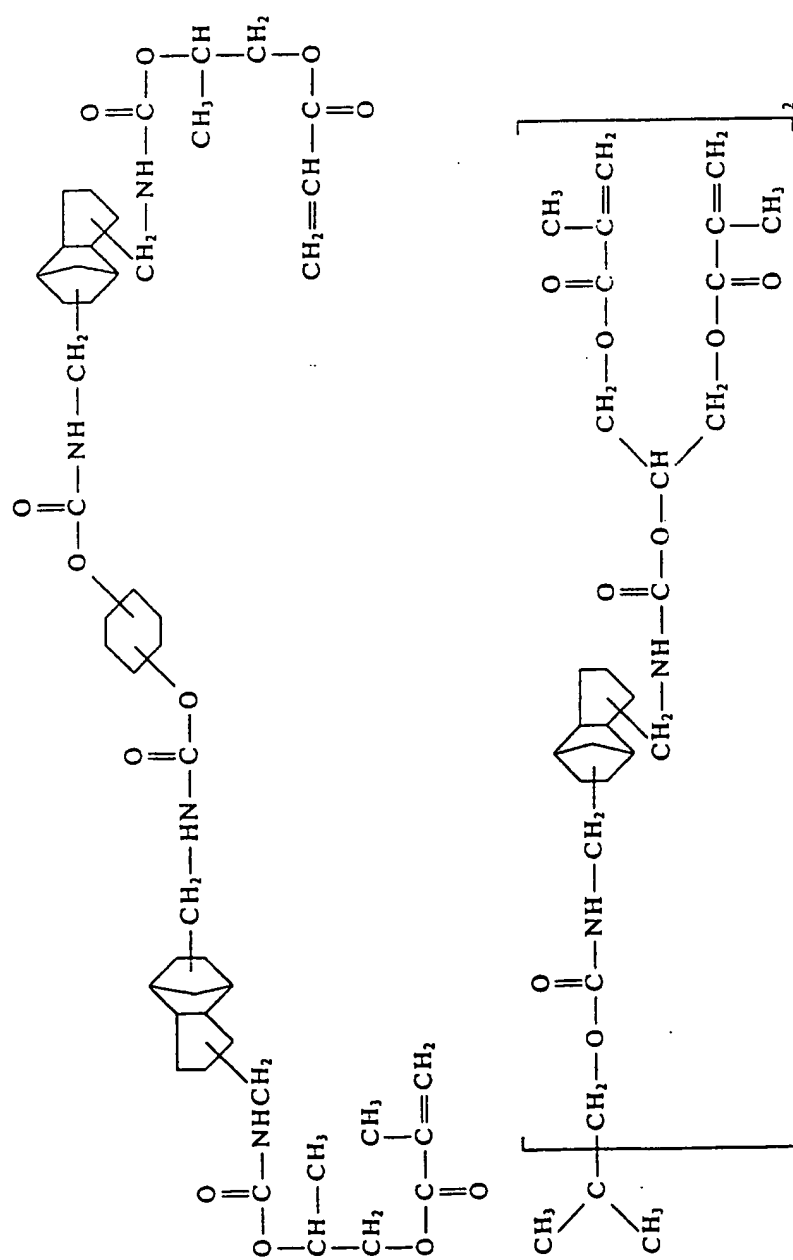 O
O—C—NH—CH₂
O
O
CH₂—NH—C—O
CH₂—HN—C—O
CH₃—CH
O
CH₂
O—C—NHCH₂
CH—CH₃
CH₂=CH—C—O
CH₂
CH₃
O
O—C—C=CH₂
O
CH₃
O
O
CH₃
C—CH₂—O—C—NH—CH₂
CH₂—O—C—C=CH₂
O
CH₃
CH₂—NH—C—O—CH
CH₂—O—C—C=CH₂
O
CH₃
2